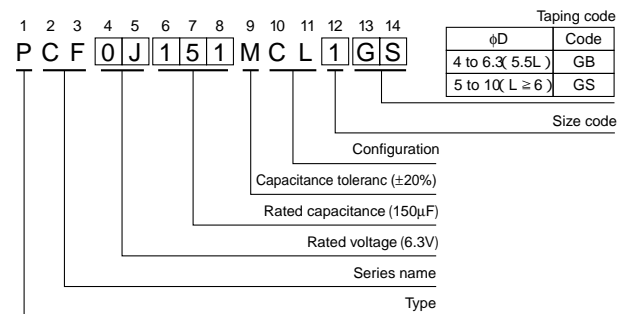 Taping code
1 2 3 4 5 6 7 8 9 10 11 12 13 14
P C F 0 J 1 5 1 M C L 1 G S
φD Code
4 to 6.3( 5.5L ) GB
5 to 10( L ≧ 6 ) GS
Size code
Configuration
Capacitance toleranc (±20%)
Rated capacitance (150μF)
Rated voltage (6.3V)
Series name
Type